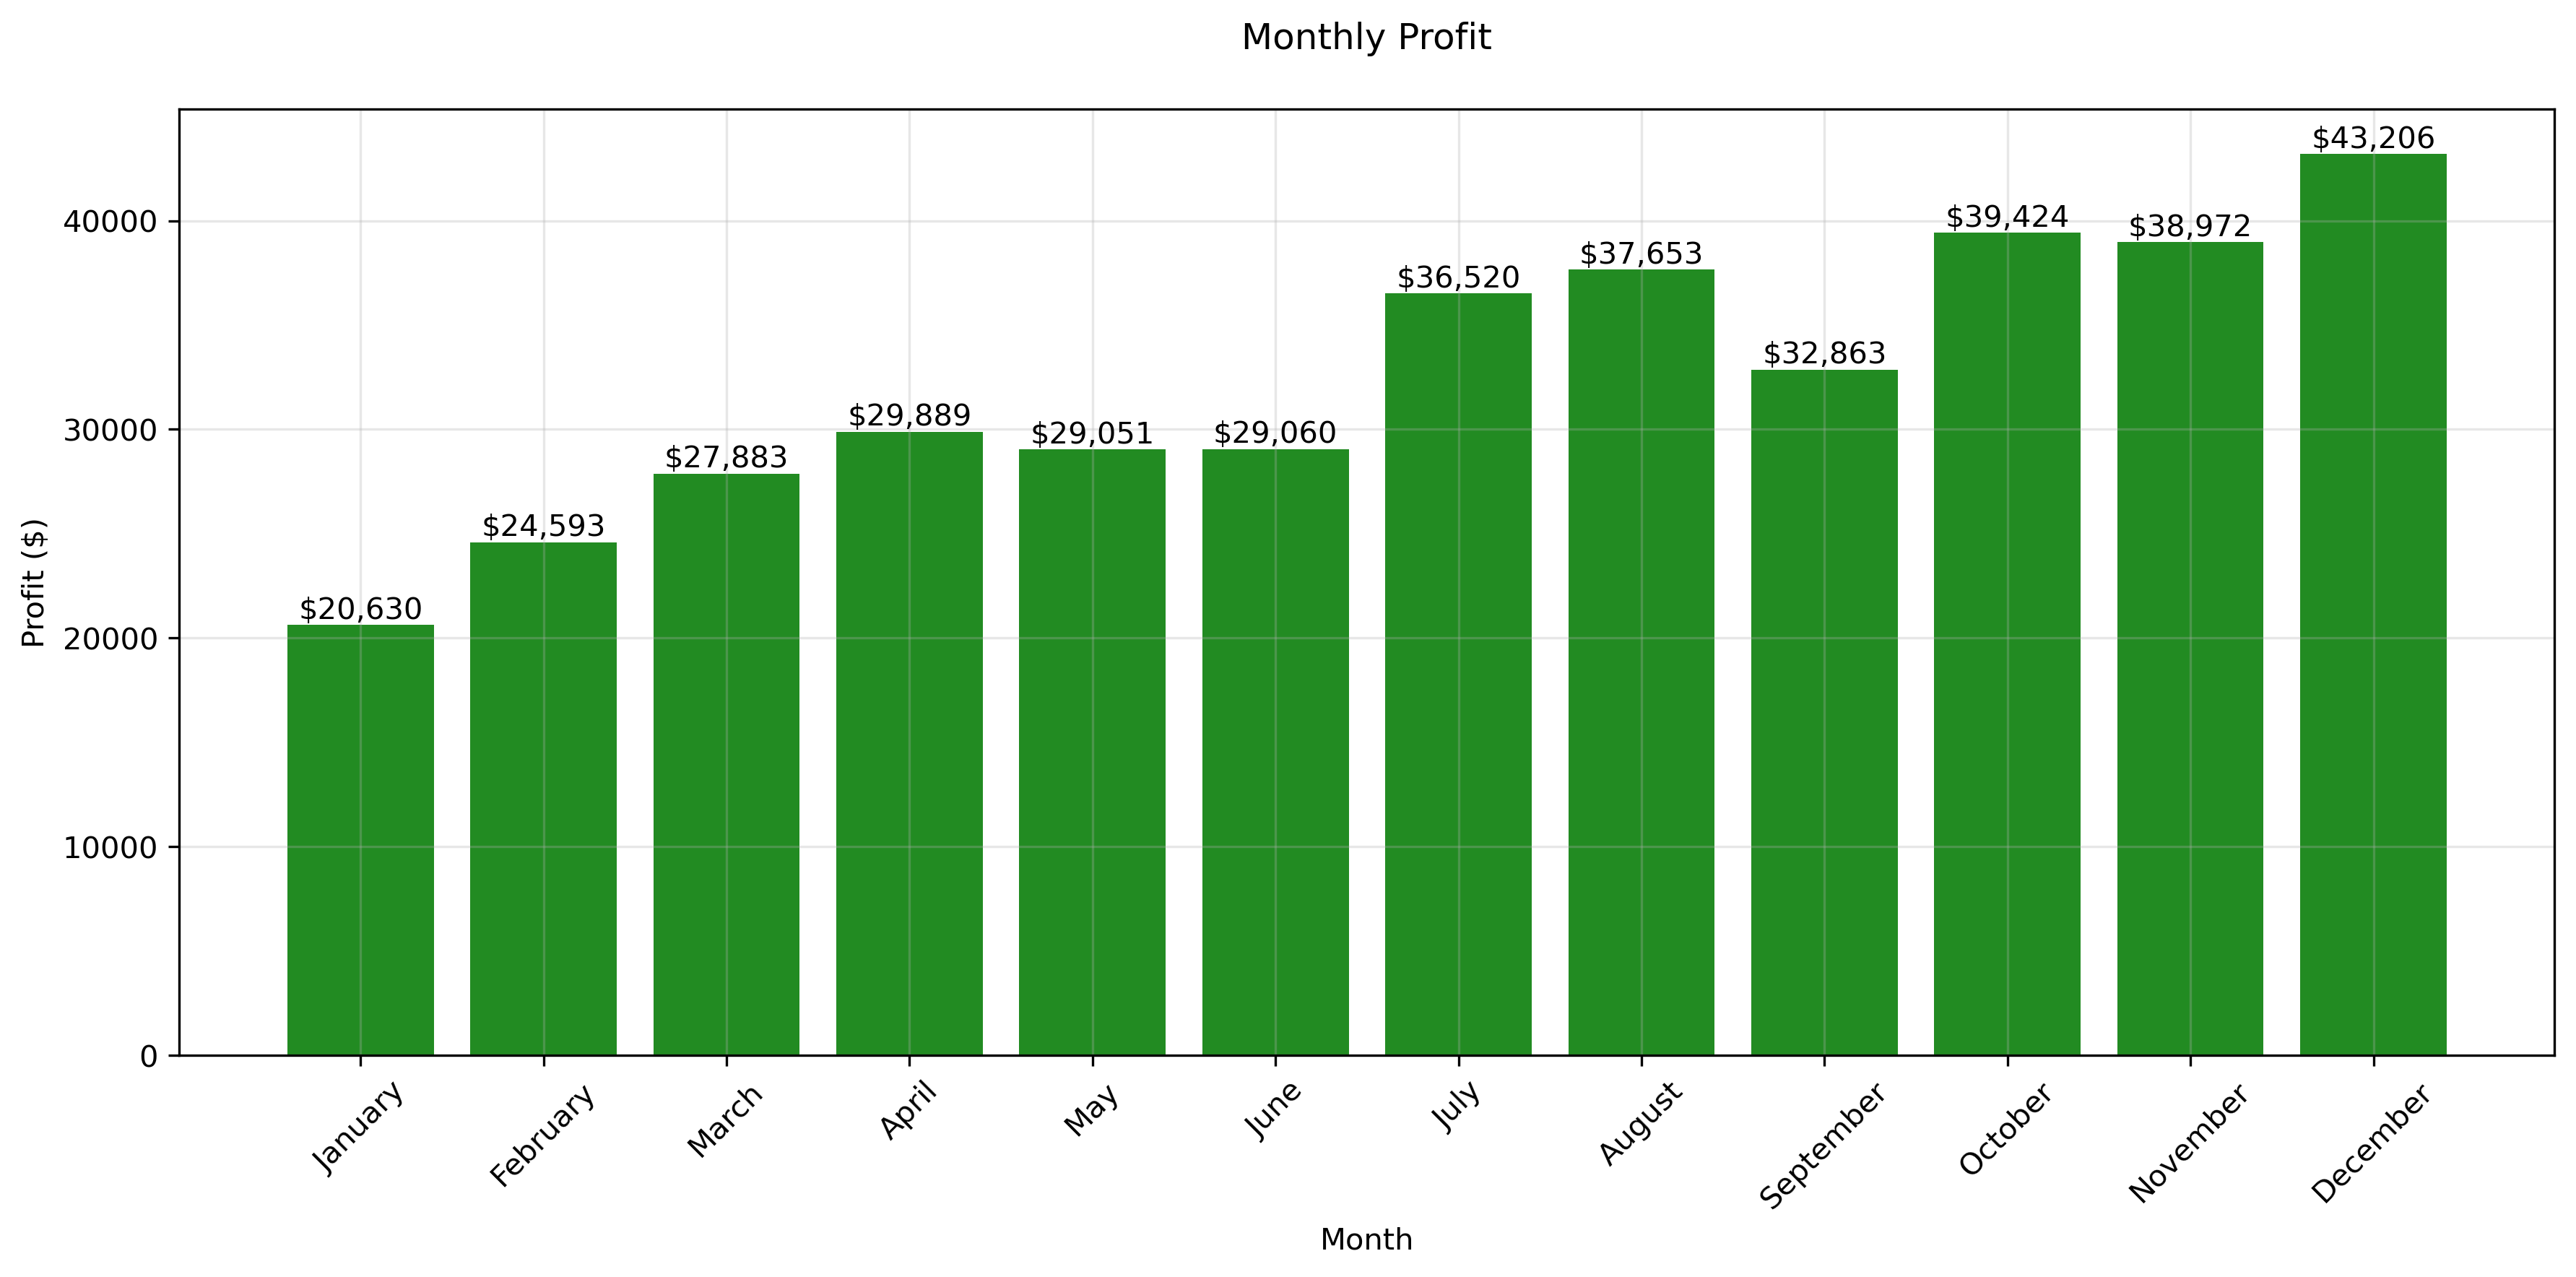 Monthly Profit
Profit ($)
40000
30000
20000
10000
0
$20,630
$24,593
$27,883
$29,889
$29,051
$29,060
$36,520
$37,653
$32,863
$39,424
$38,972
$43,206
January
February
March
April
May
June
July
August
September
October
November
December
Month